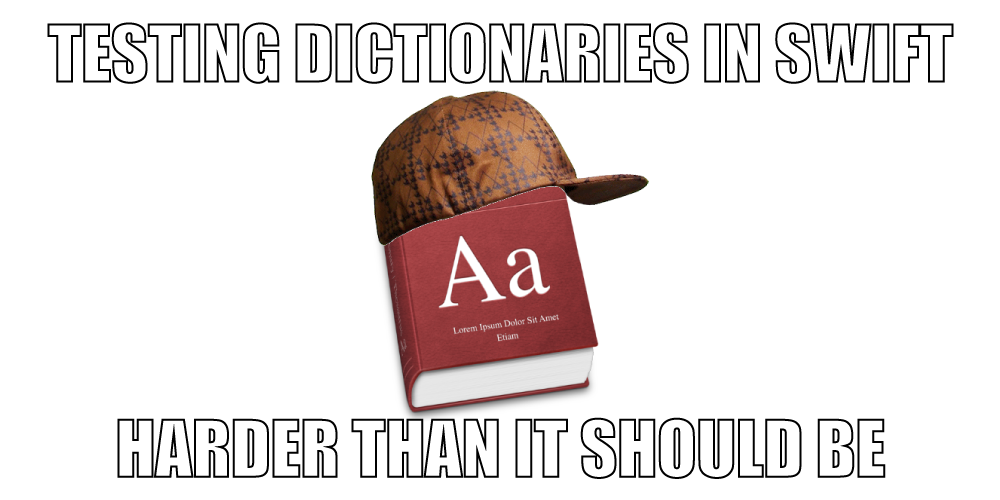 TESTING DICTIONARIES IN SWIFT
Aa
Lorem Ipsum Dolor Sit Amet
Etiam
HARDER THAN IT SHOULD BE